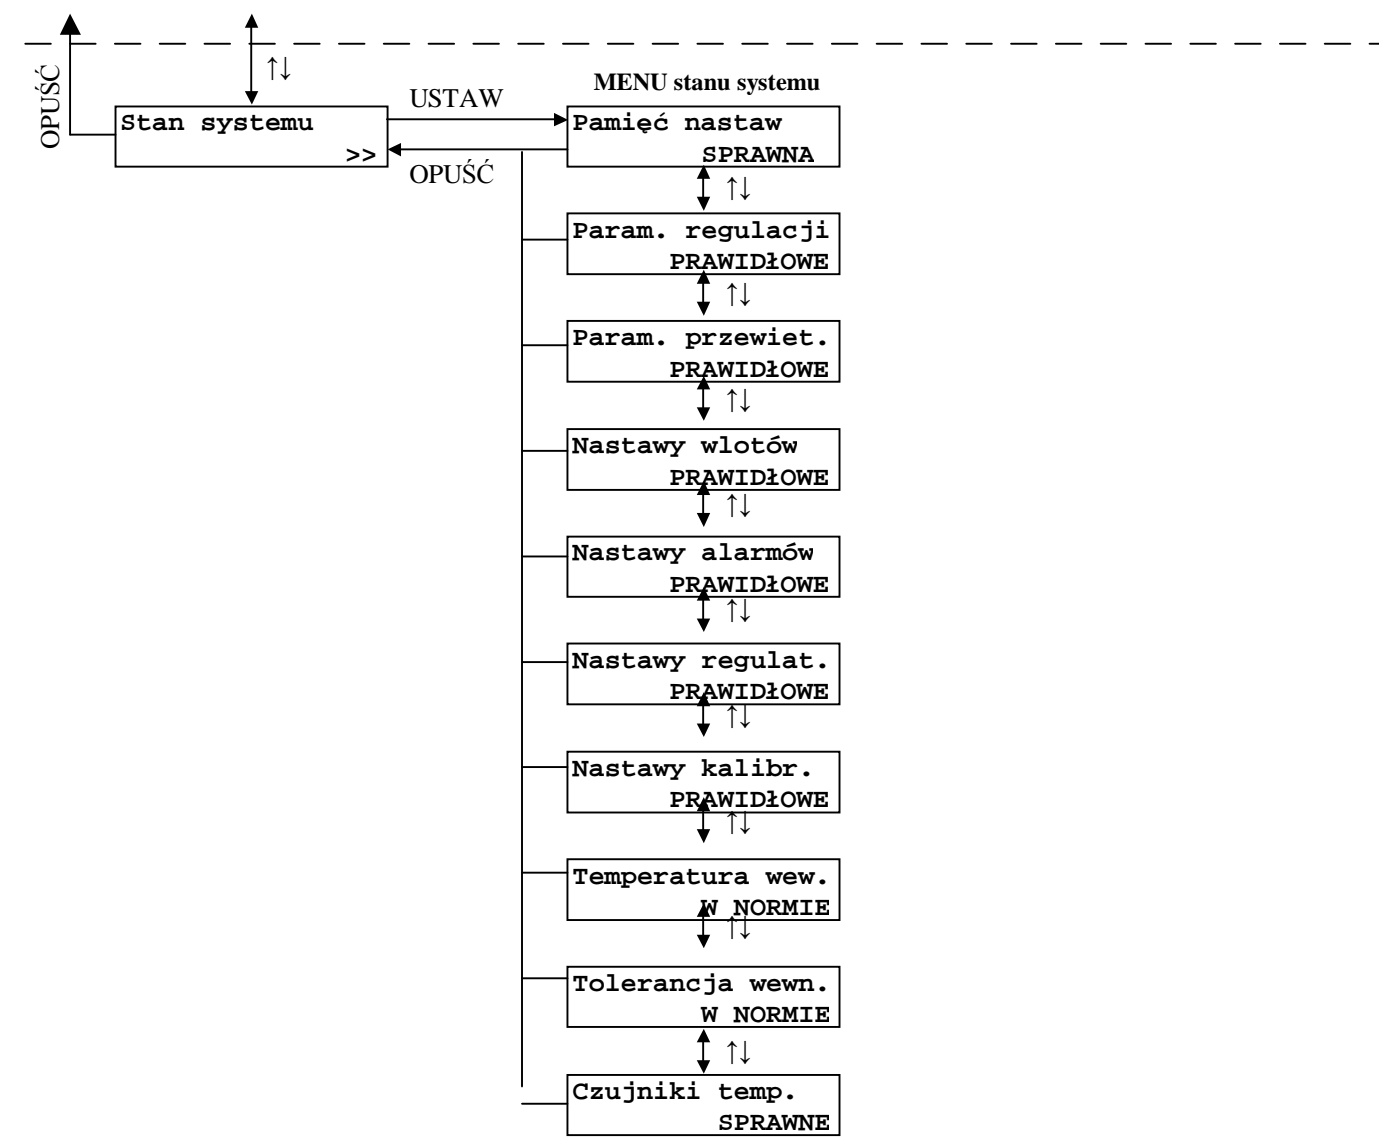 ↑↓
OPUŚĆ
MENU stanu systemu
USTAW
Stan systemu
>>
OPUŚĆ
Pamięć nastaw
SPRAWNA
↑↓
Param. regulacji
PRAWIDŁOWE
↑↓
Param. przewiet.
PRAWIDŁOWE
↑↓
Nastawy wlotów
PRAWIDŁOWE
↑↓
Nastawy alarmów
PRAWIDŁOWE
↑↓
Nastawy regulat.
PRAWIDŁOWE
↑↓
Nastawy kalibr.
PRAWIDŁOWE
↑↓
Temperatura wew.
W NORMIE
↑↓
Tolerancja wewn.
W NORMIE
↑↓
Czujniki temp.
SPRAWNE